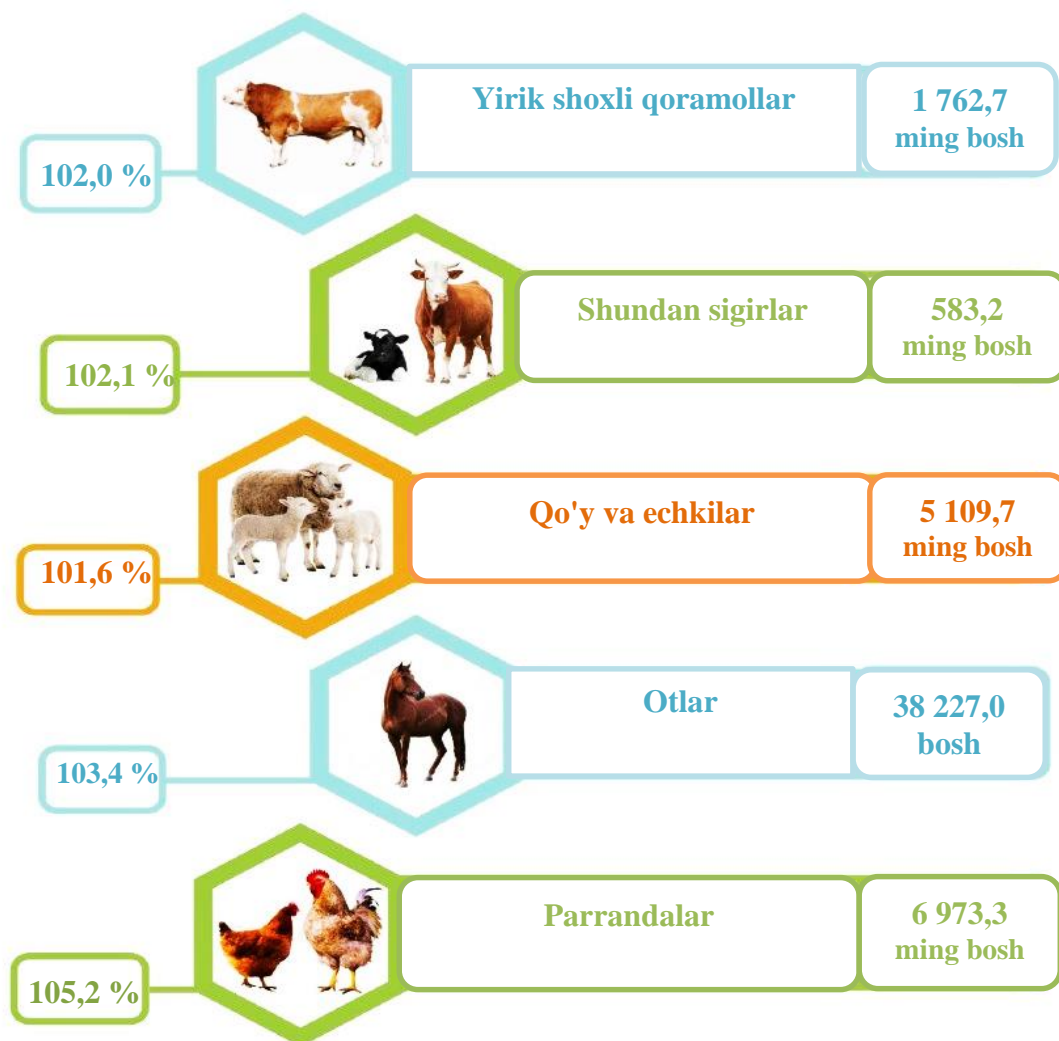 Yirik shoxli qoramollar
1 762,7
ming bosh
102,0 %
Shundan sigirlar
583,2
ming bosh
102,1 %
Qo'y va echkilar
5 109,7
ming bosh
101,6 %
Otlar
38 227,0
bosh
103,4 %
Parrandalar
6 973,3
ming bosh
105,2 %